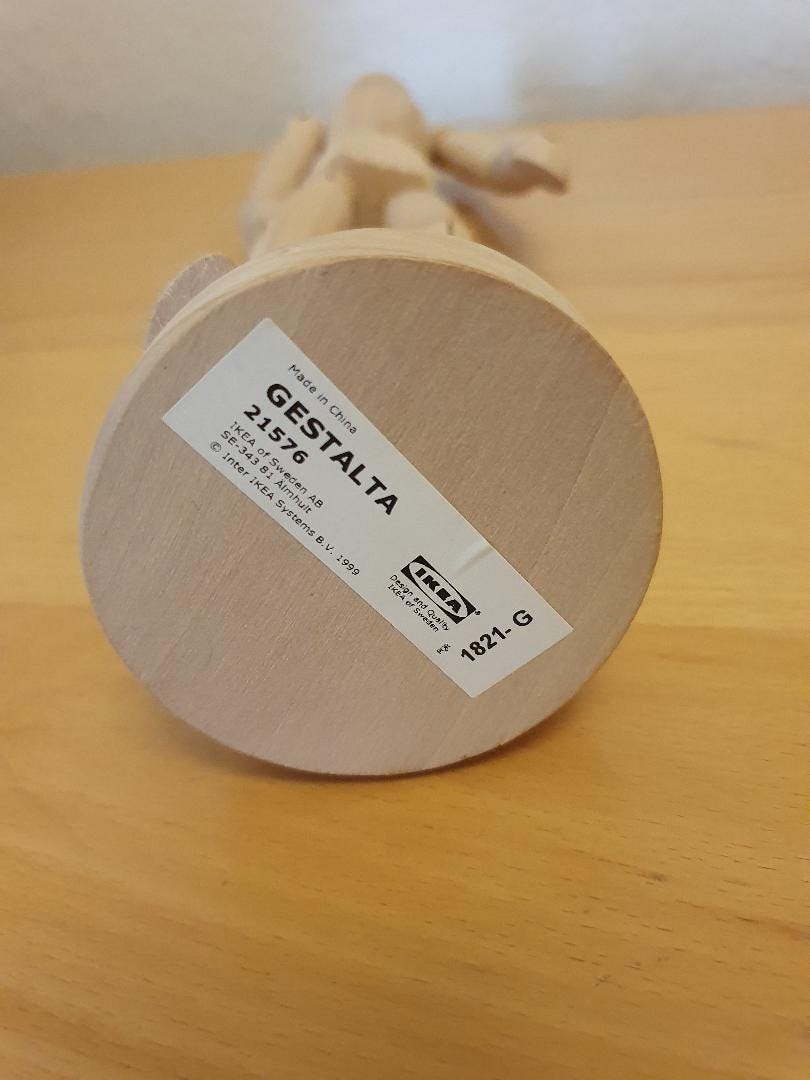 Made in China
GESTALTA
21576
IKEA of Sweden AB
SE-343 81 Älmhult
© Inter IKEA Systems B.V. 1999
IKEA®
Design and Quality
IKEA of Sweden
1821- G